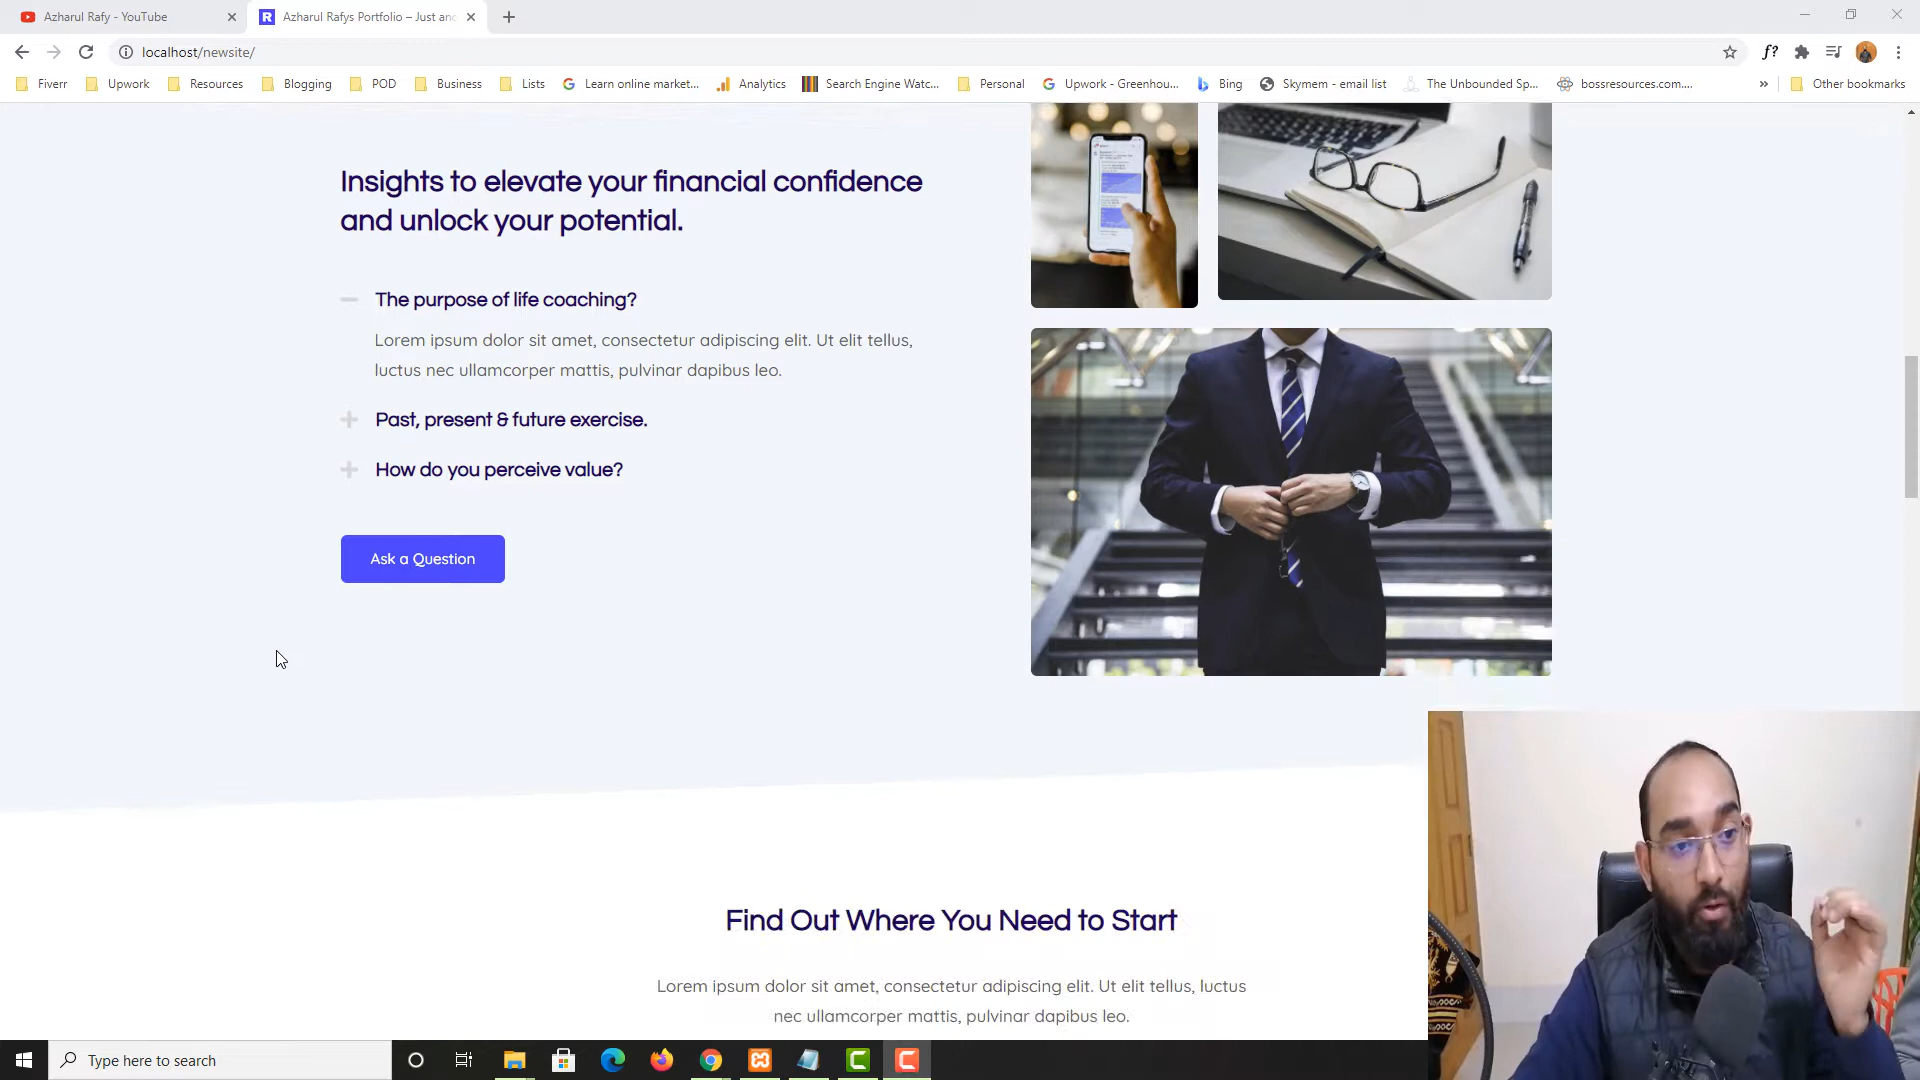 Azharul Rafy - YouTube
Azharul Rafys Portfolio – Just anc
localhost/newsite/
f?
Fiverr
Upwork
Resources
Blogging
POD
Business
Lists
Learn online market...
Analytics
Search Engine Watc...
Personal
Upwork - Greenhou...
Bing
Skymem - email list
The Unbounded Sp...
bossresources.com....
»
Other bookmarks
Insights to elevate your financial confidence
and unlock your potential.
The purpose of life coaching?
Lorem ipsum dolor sit amet, consectetur adipiscing elit. Ut elit tellus,
luctus nec ullamcorper mattis, pulvinar dapibus leo.
Past, present & future exercise.
How do you perceive value?
Ask a Question
Find Out Where You Need to Start
Lorem ipsum dolor sit amet, consectetur adipiscing elit. Ut elit tellus, luctus
nec ullamcorper mattis, pulvinar dapibus leo.
Type here to search